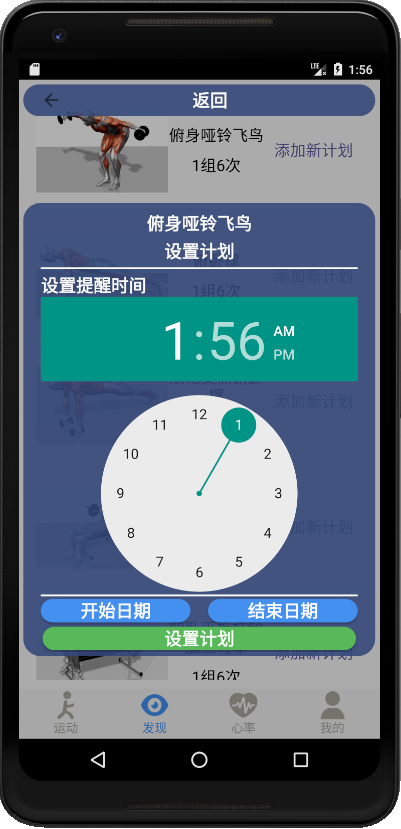 LTE 1:56
返回
俯身哑铃飞鸟
1组6次
添加新计划
俯身哑铃飞鸟
设置计划
添加新计划
1组6次
设置提醒时间
1:56
AM
PM
添加新计划
12
11
1
10
2
9
3
8
4
添加新计划
7
5
6
开始日期
结束日期
设置计划
添加新计划
1组6次
运动
发现
心率
我的